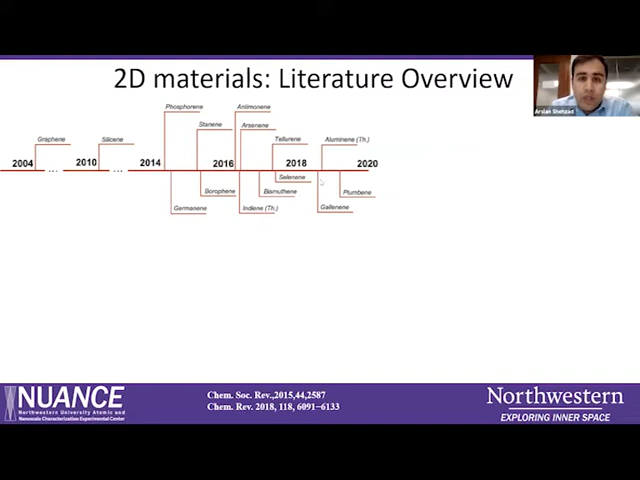 Arslan Shehzad
2D materials: Literature Overview
Phosphorene
Antimonene
Stanene
Arsenene
Graphene
Silicene
Tellurene
Aluminene (Th.)
2004
2010
2014
2016
2018
2020
... ...
Selenene
Borophene
Bismuthene
Plumbene
Germanene
Indiene (Th.)
Gallenene
NUANCE
Northwestern University Atomic and
Nanoscale Characterization Experimental Center
Chem. Soc. Rev.,2015,44,2587
Chem. Rev. 2018, 118, 6091−6133
Northwestern
EXPLORING INNER SPACE